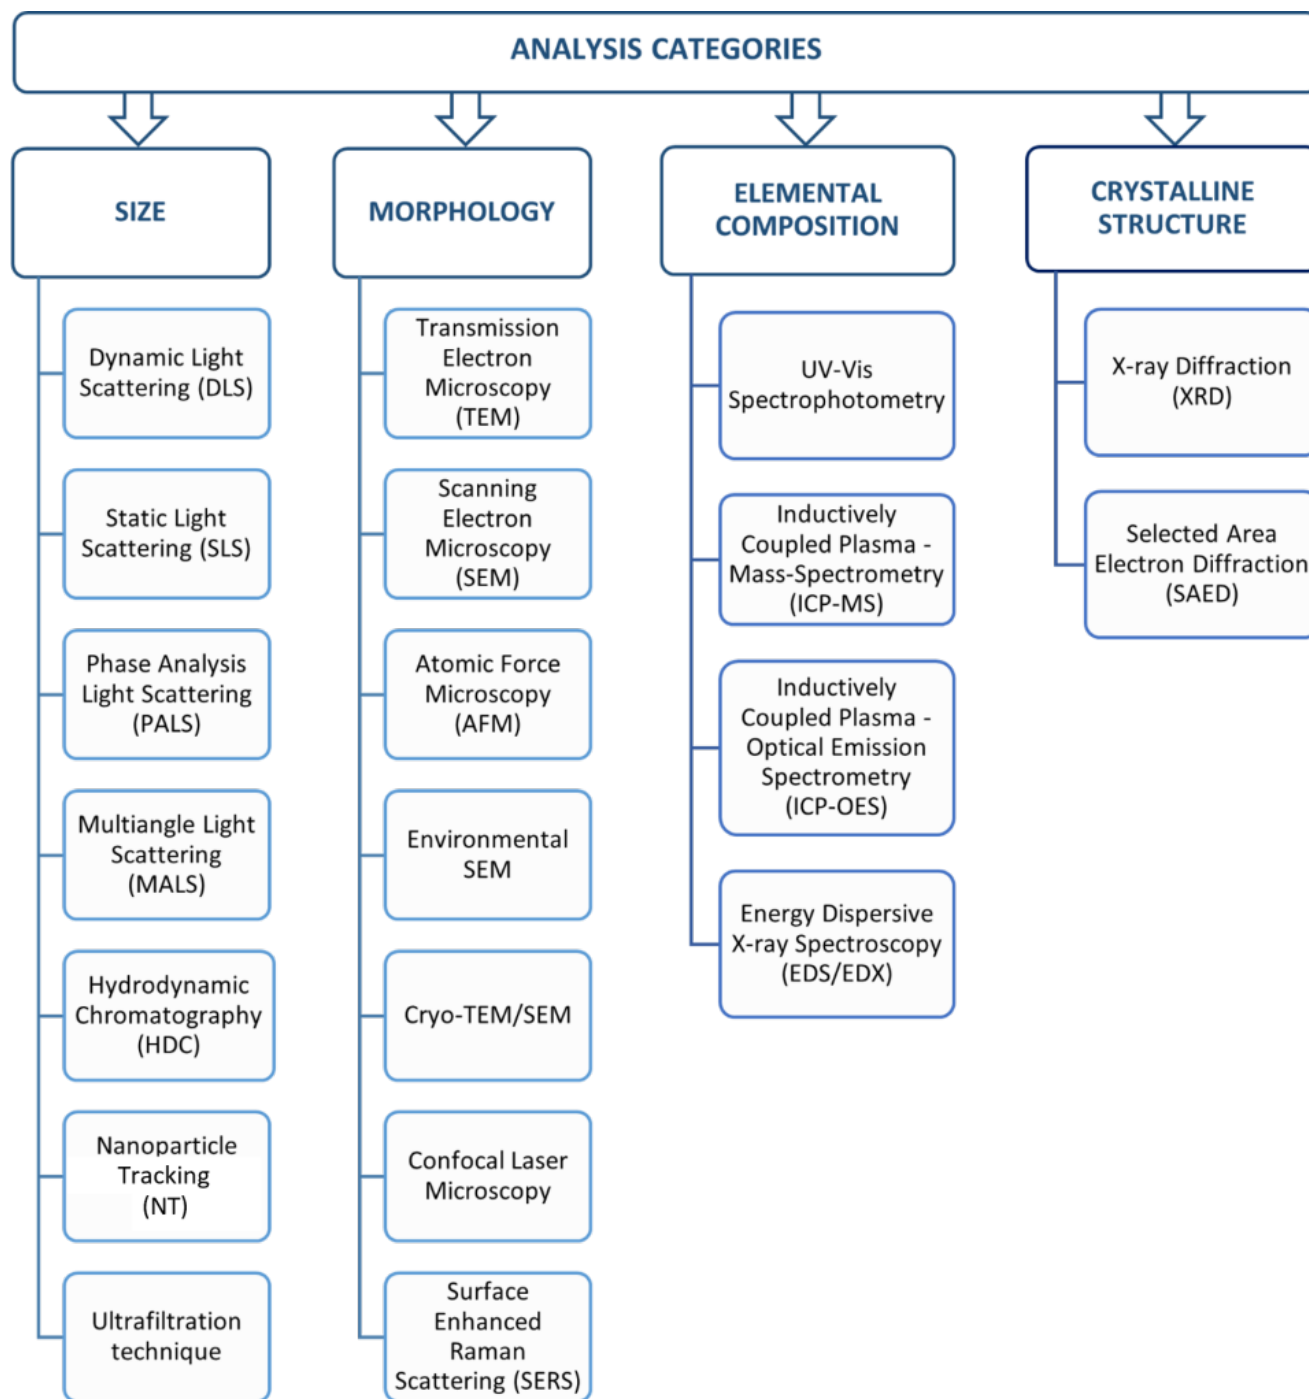 ANALYSIS CATEGORIES
SIZE
Dynamic Light
Scattering (DLS)
Static Light
Scattering (SLS)
Phase Analysis
Light Scattering
(PALS)
Multiangle Light
Scattering
(MALS)
Hydrodynamic
Chromatography
(HDC)
Nanoparticle
Tracking
(NT)
Ultrafiltration
technique
MORPHOLOGY
Transmission
Electron
Microscopy
(TEM)
Scanning
Electron
Microscopy
(SEM)
Atomic Force
Microscopy
(AFM)
Environmental
SEM
Cryo-TEM/SEM
Confocal Laser
Microscopy
Surface
Enhanced
Raman
Scattering (SERS)
ELEMENTAL
COMPOSITION
UV-Vis
Spectrophotometry
Inductively
Coupled Plasma -
Mass-Spectrometry
(ICP-MS)
Inductively
Coupled Plasma -
Optical Emission
Spectrometry
(ICP-OES)
Energy Dispersive
X-ray Spectroscopy
(EDS/EDX)
CRYSTALLINE
STRUCTURE
X-ray Diffraction
(XRD)
Selected Area
Electron Diffraction
(SAED)